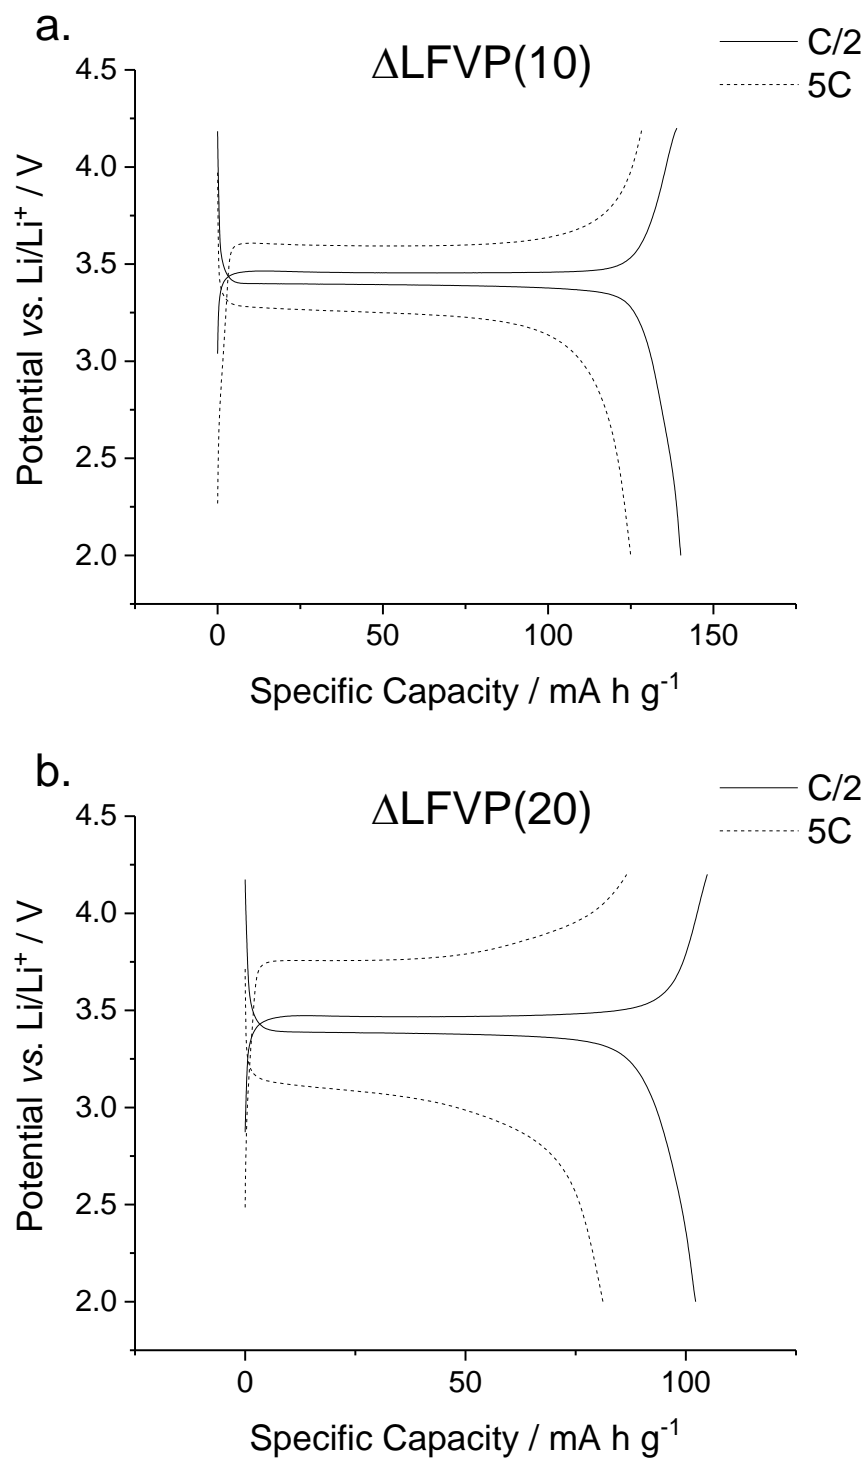 a.
ΔLFVP(10)
C/2
5C
4.5
4.0
3.5
3.0
2.5
2.0
Potential vs. Li/Li⁺ / V
0 50 100 150
Specific Capacity / mA h g⁻¹
b.
ΔLFVP(20)
C/2
5C
4.5
4.0
3.5
3.0
2.5
2.0
Potential vs. Li/Li⁺ / V
0 50 100
Specific Capacity / mA h g⁻¹